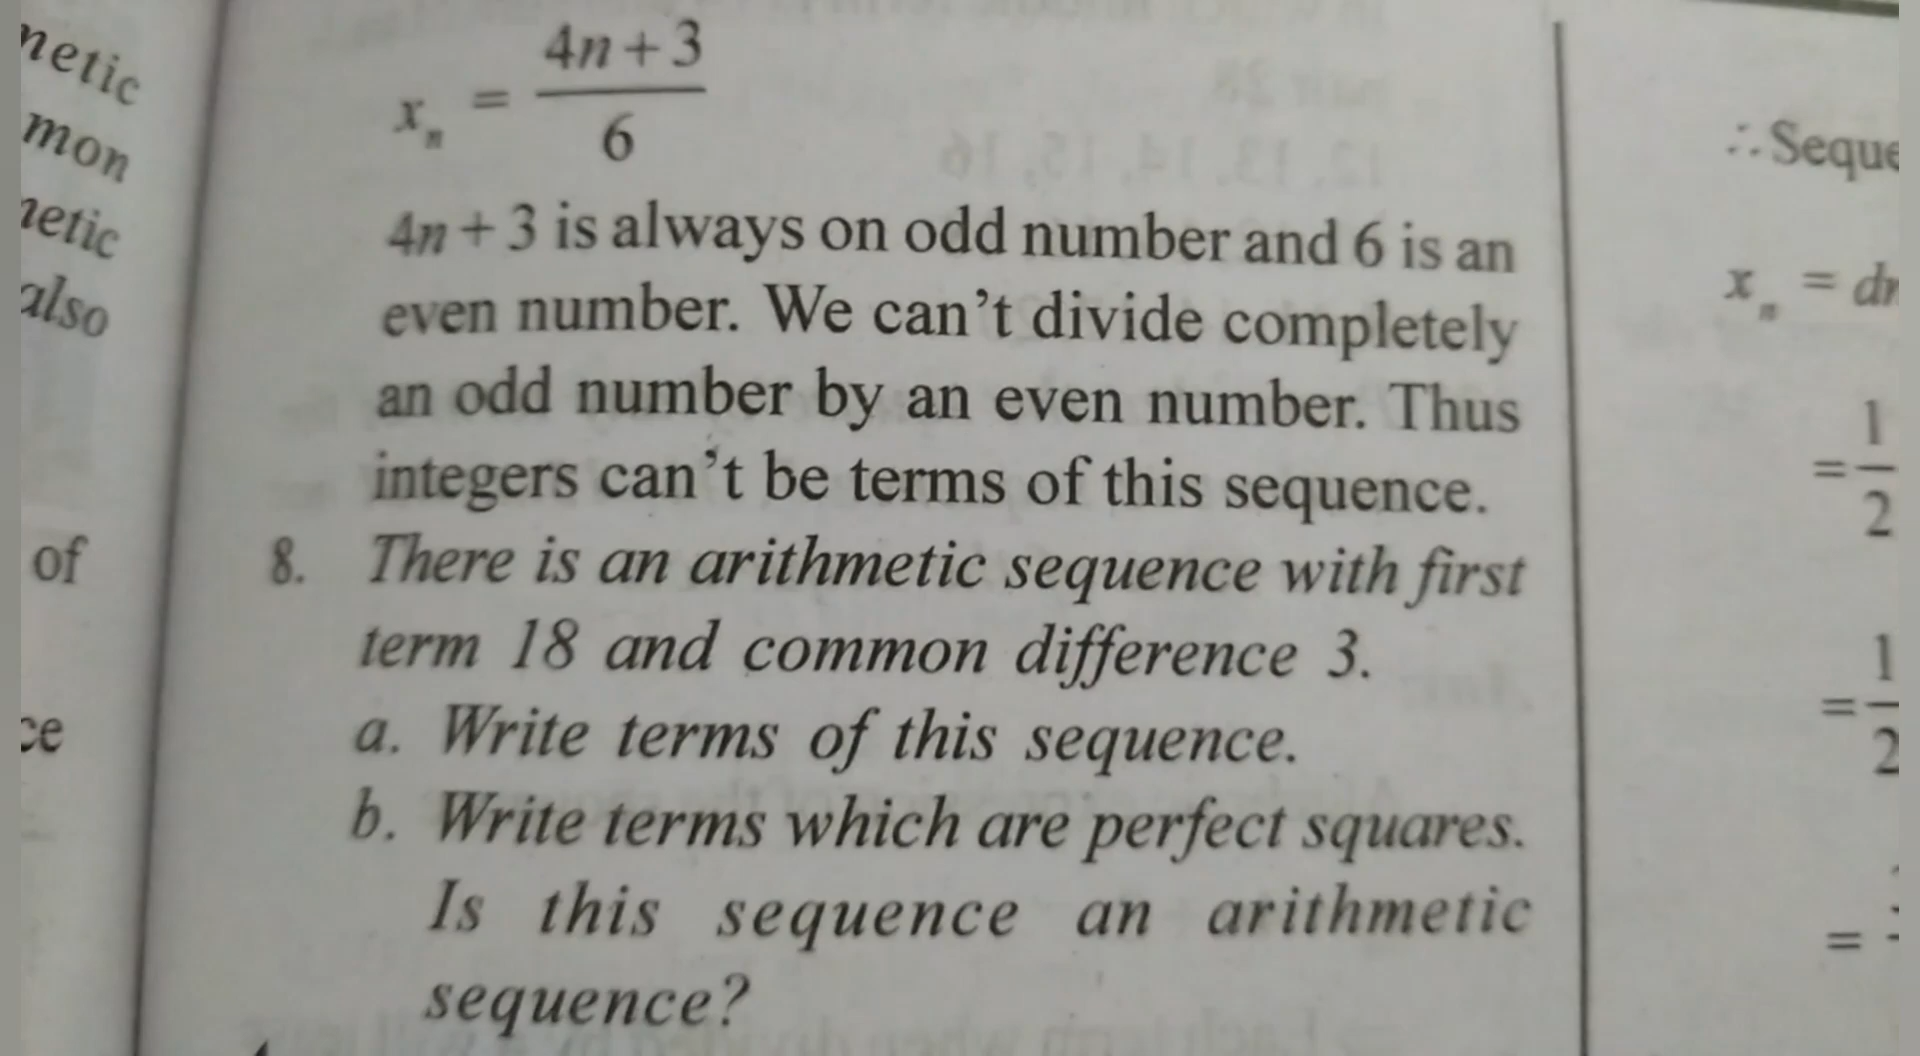 netic
mon
netic
also
of
ce
xₙ = (4n + 3)/6
4n + 3 is always on odd number and 6 is an
even number. We can't divide completely
an odd number by an even number. Thus
integers can't be terms of this sequence.
8. There is an arithmetic sequence with first
term 18 and common difference 3.
a. Write terms of this sequence.
b. Write terms which are perfect squares.
Is this sequence an arithmetic
sequence?
∴ Seque
xₙ = dn
= 1/2
= 1/2
=